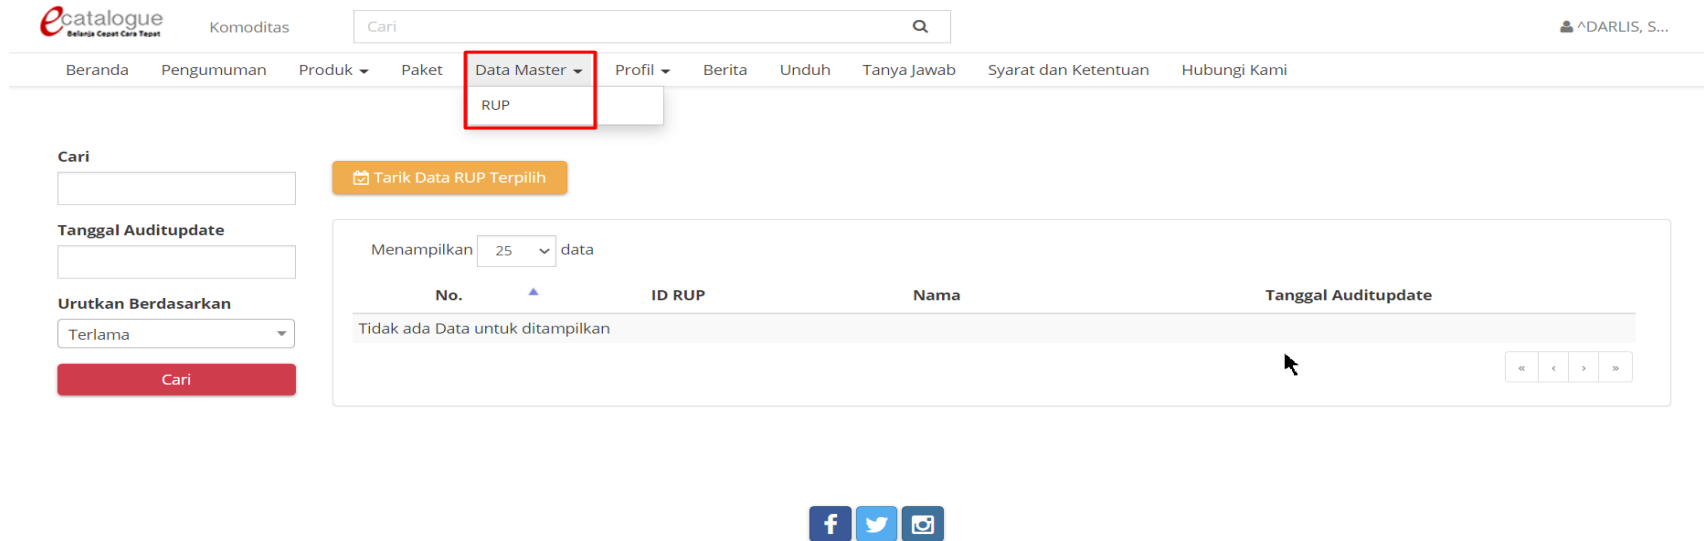 ecatalogue
Belanja Cepat Cara Tepat
Komoditas
Cari
^DARLIS, S...
Beranda Pengumuman Produk Paket Data Master Profil Berita Unduh Tanya Jawab Syarat dan Ketentuan Hubungi Kami
RUP
Cari
Tarik Data RUP Terpilih
Tanggal Auditupdate
Menampilkan 25 data
Urutkan Berdasarkan
No. ID RUP Nama Tanggal Auditupdate
Terlama
Tidak ada Data untuk ditampilkan
Cari
« ‹ › »